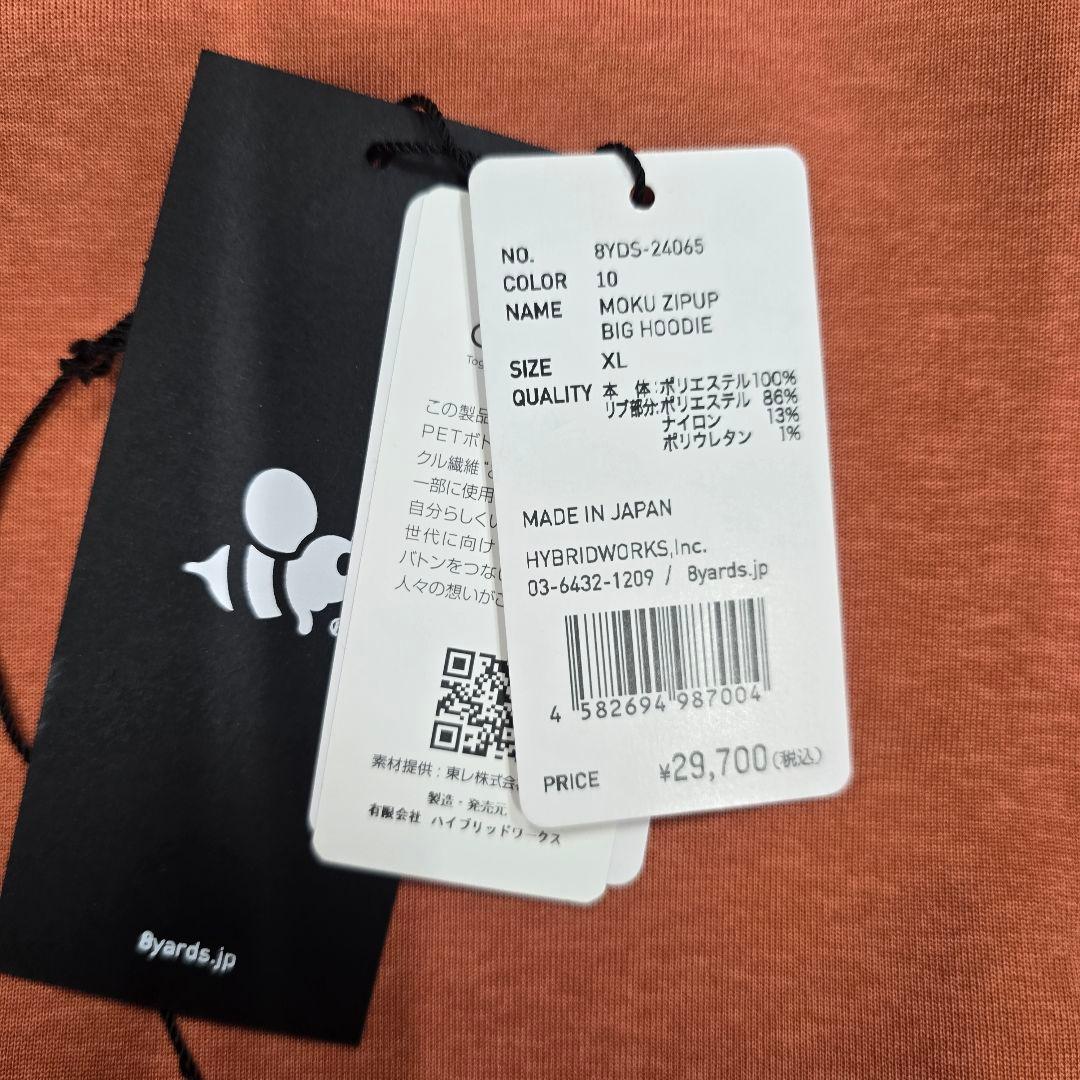 NO. 8YDS-24065
COLOR 10
NAME MOKU ZIPUP
BIG HOODIE
SIZE XL
QUALITY 本 体:ポリエステル100%
リブ部分:ポリエステル 86%
ナイロン 13%
ポリウレタン 1%
MADE IN JAPAN
HYBRIDWORKS,Inc.
03-6432-1209 / 8yards.jp
4 582694 987004
PRICE ¥29,700(税込)
この製品
PETボト
クル繊維
一部に使用
自分らしく
世代に向け
バトンをつな
人々の想いが
素材提供:東レ株式会
製造・発売元
有限会社 ハイブリッドワークス
8yards.jp